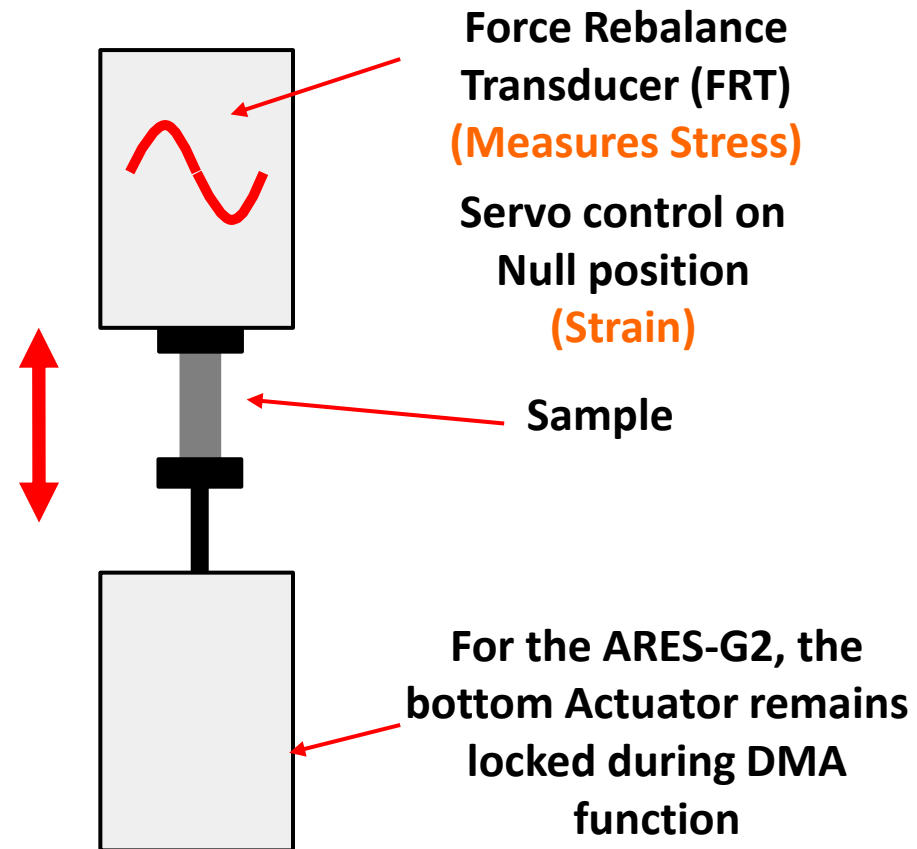 Force Rebalance
Transducer (FRT)
(Measures Stress)
Servo control on
Null position
(Strain)
Sample
For the ARES-G2, the
bottom Actuator remains
locked during DMA
function